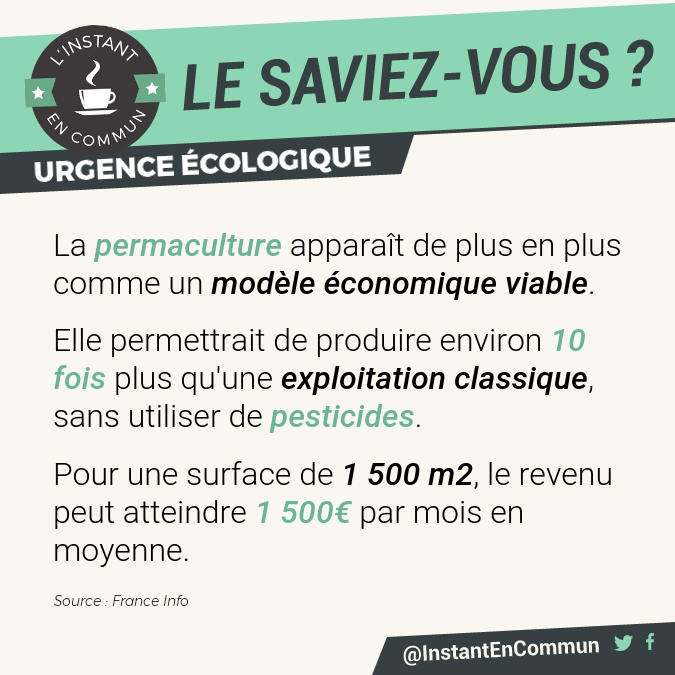 L'INSTANT
EN COMMUN
LE SAVIEZ-VOUS ?
URGENCE ÉCOLOGIQUE
La permaculture apparaît de plus en plus
comme un modèle économique viable.
Elle permettrait de produire environ 10
fois plus qu'une exploitation classique,
sans utiliser de pesticides.
Pour une surface de 1 500 m2, le revenu
peut atteindre 1 500€ par mois en
moyenne.
Source : France Info
@InstantEnCommun